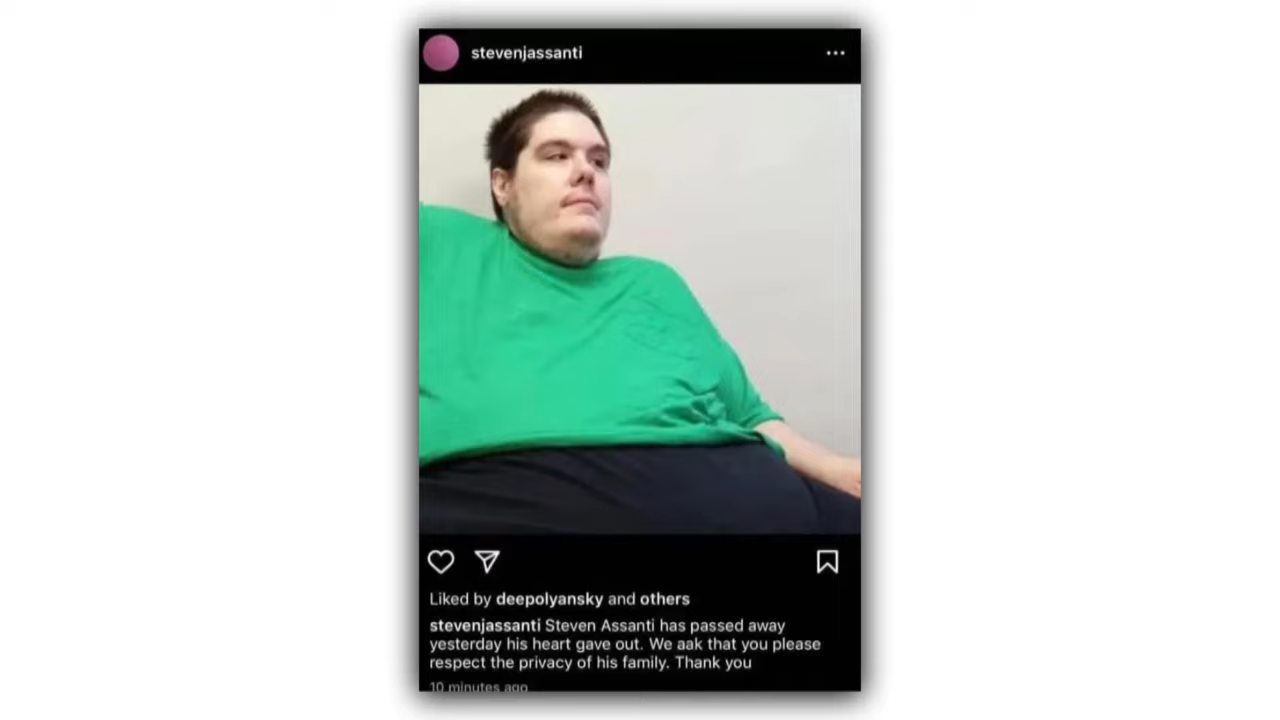 stevenjassanti
Liked by deepolyansky and others
stevenjassanti Steven Assanti has passed away
yesterday his heart gave out. We aak that you please
respect the privacy of his family. Thank you
10 minutes ago